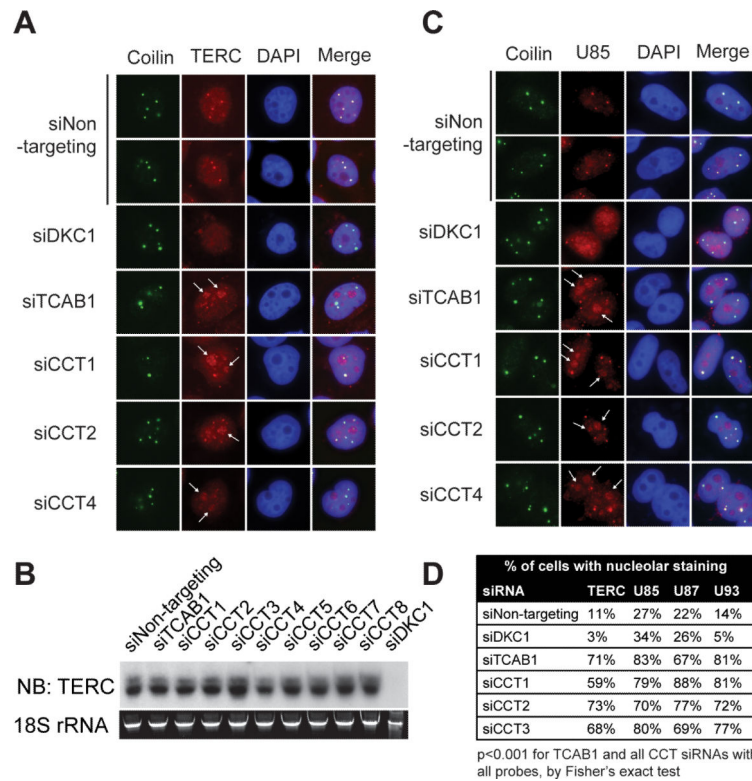 A
Coilin TERC DAPI Merge
siNon
-targeting
siDKC1
siTCAB1
siCCT1
siCCT2
siCCT4
B
siNon-targeting
siTCAB1
siCCT1
siCCT2
siCCT3
siCCT4
siCCT5
siCCT6
siCCT7
siCCT8
siDKC1
NB: TERC
18S rRNA
C
Coilin U85 DAPI Merge
siNon
-targeting
siDKC1
siTCAB1
siCCT1
siCCT2
siCCT4
D
% of cells with nucleolar staining
siRNA TERC U85 U87 U93
siNon-targeting 11% 27% 22% 14%
siDKC1 3% 34% 26% 5%
siTCAB1 71% 83% 67% 81%
siCCT1 59% 79% 88% 81%
siCCT2 73% 70% 77% 72%
siCCT3 68% 80% 69% 77%
p<0.001 for TCAB1 and all CCT siRNAs with
all probes, by Fisher's exact test